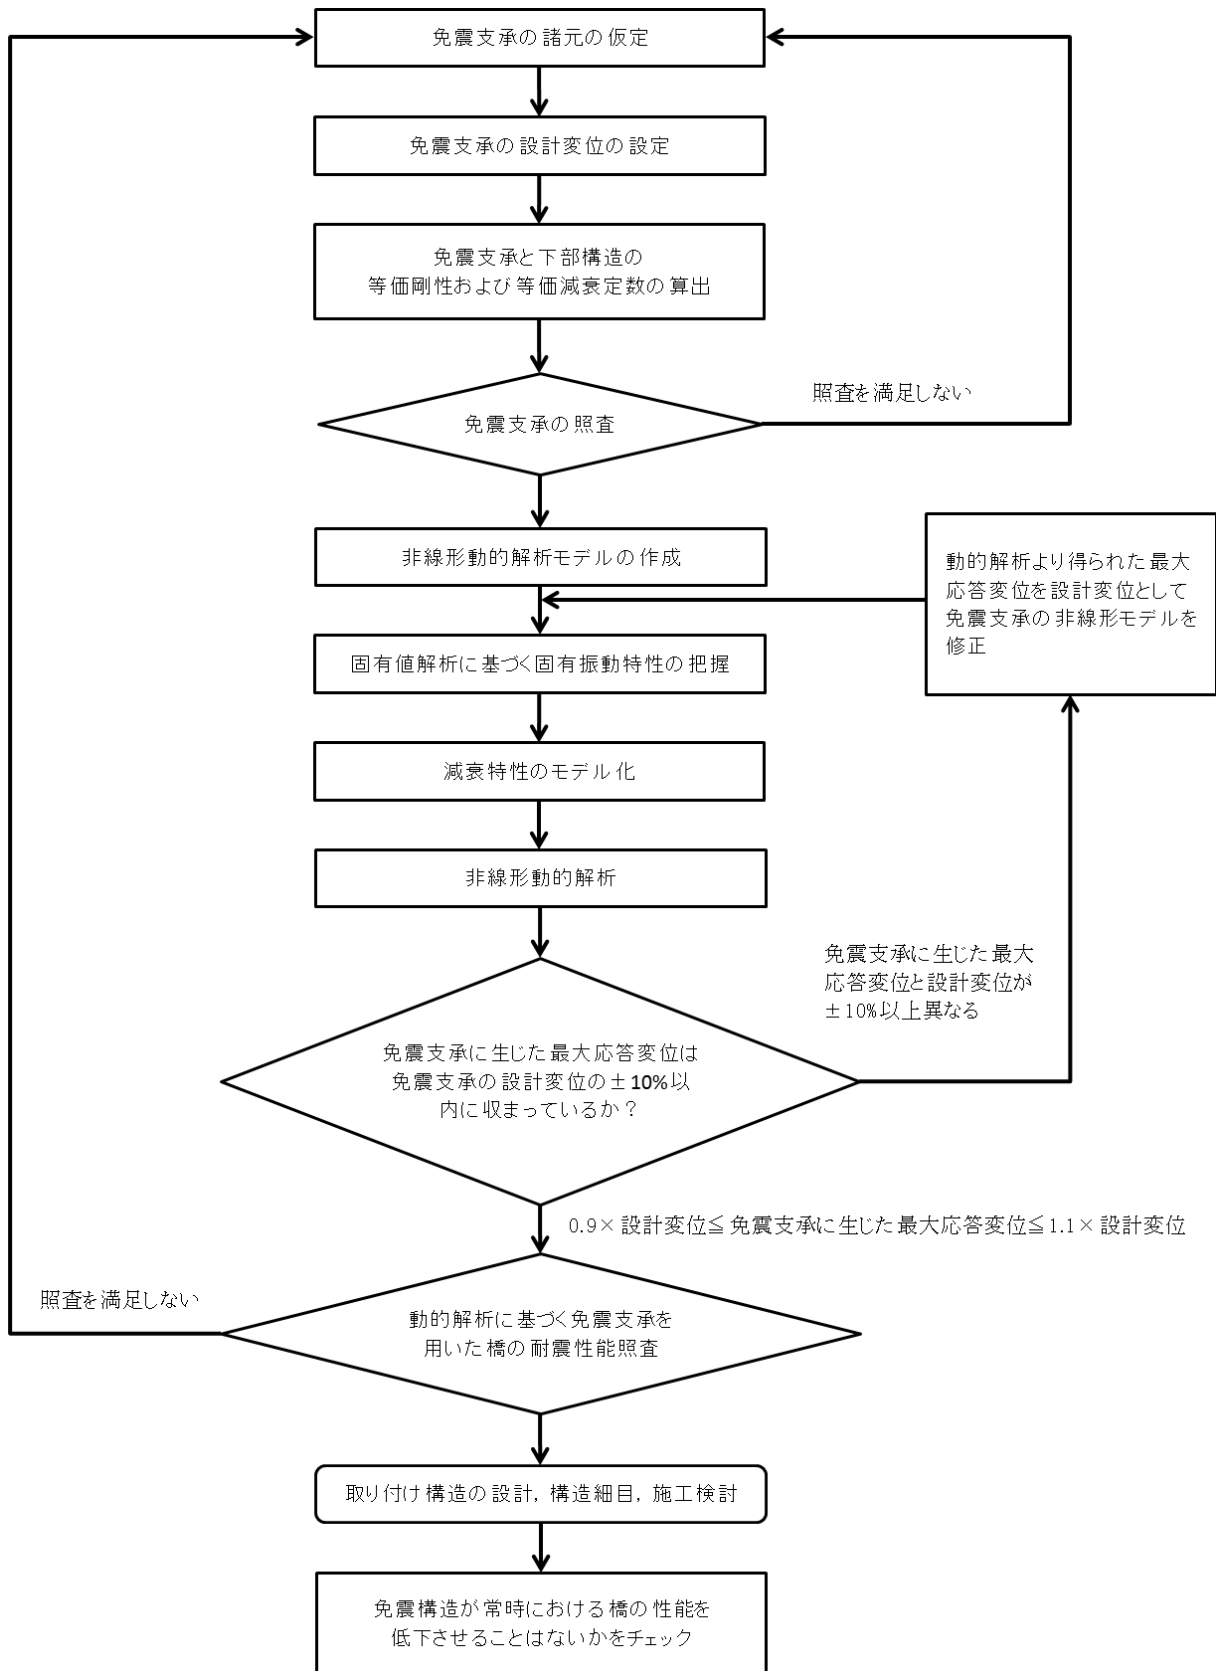 免震支承の諸元の仮定
免震支承の設計変位の設定
免震支承と下部構造の
等価剛性および等価減衰定数の算出
免震支承の照査
照査を満足しない
非線形動的解析モデルの作成
動的解析より得られた最大
応答変位を設計変位として
免震支承の非線形モデルを
修正
固有値解析に基づく固有振動特性の把握
減衰特性のモデル化
非線形動的解析
免震支承に生じた最大
応答変位と設計変位が
±10%以上異なる
免震支承に生じた最大応答変位は
免震支承の設計変位の±10%以
内に収まっているか?
0.9×設計変位≦免震支承に生じた最大応答変位≦1.1×設計変位
照査を満足しない
動的解析に基づく免震支承を
用いた橋の耐震性能照査
取り付け構造の設計,構造細目,施工検討
免震構造が常時における橋の性能を
低下させることはないかをチェック